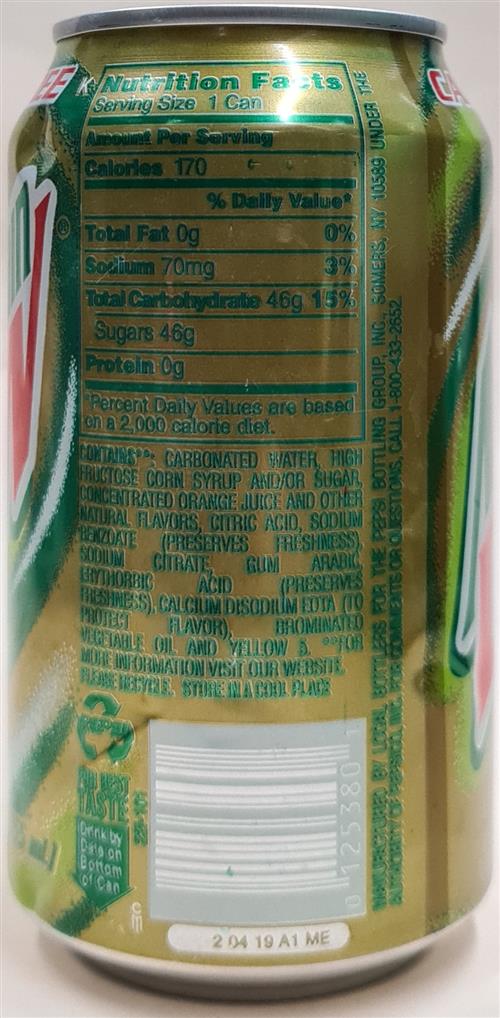 Nutrition Facts
Serving Size 1 Can
Amount Per Serving
Calories 170
% Daily Value*
Total Fat 0g 0%
Sodium 70mg 3%
Total Carbohydrate 46g 15%
Sugars 46g
Protein 0g
*Percent Daily Values are based
on a 2,000 calorie diet.
CONTAINS**: CARBONATED WATER, HIGH
FRUCTOSE CORN SYRUP AND/OR SUGAR,
CONCENTRATED ORANGE JUICE AND OTHER
NATURAL FLAVORS, CITRIC ACID, SODIUM
BENZOATE (PRESERVES FRESHNESS),
SODIUM CITRATE, GUM ARABIC,
ERYTHORBIC ACID (PRESERVES
FRESHNESS), CALCIUM DISODIUM EDTA (TO
PROTECT FLAVOR), BROMINATED
VEGETABLE OIL AND YELLOW 5. **FOR
MORE INFORMATION VISIT OUR WEBSITE.
PLEASE RECYCLE. STORE IN A COOL PLACE
FOR BEST
TASTE
Drink by
Date on
Bottom
of Can
0 125380 1
2 04 19 A1 ME
MANUFACTURED BY LOCAL BOTTLERS FOR THE PEPSI BOTTLING GROUP, INC. SOMERS, NY 10589 UNDER THE
AUTHORITY OF PEPSICO, INC. FOR COMMENTS OR QUESTIONS, CALL 1-800-433-2652.